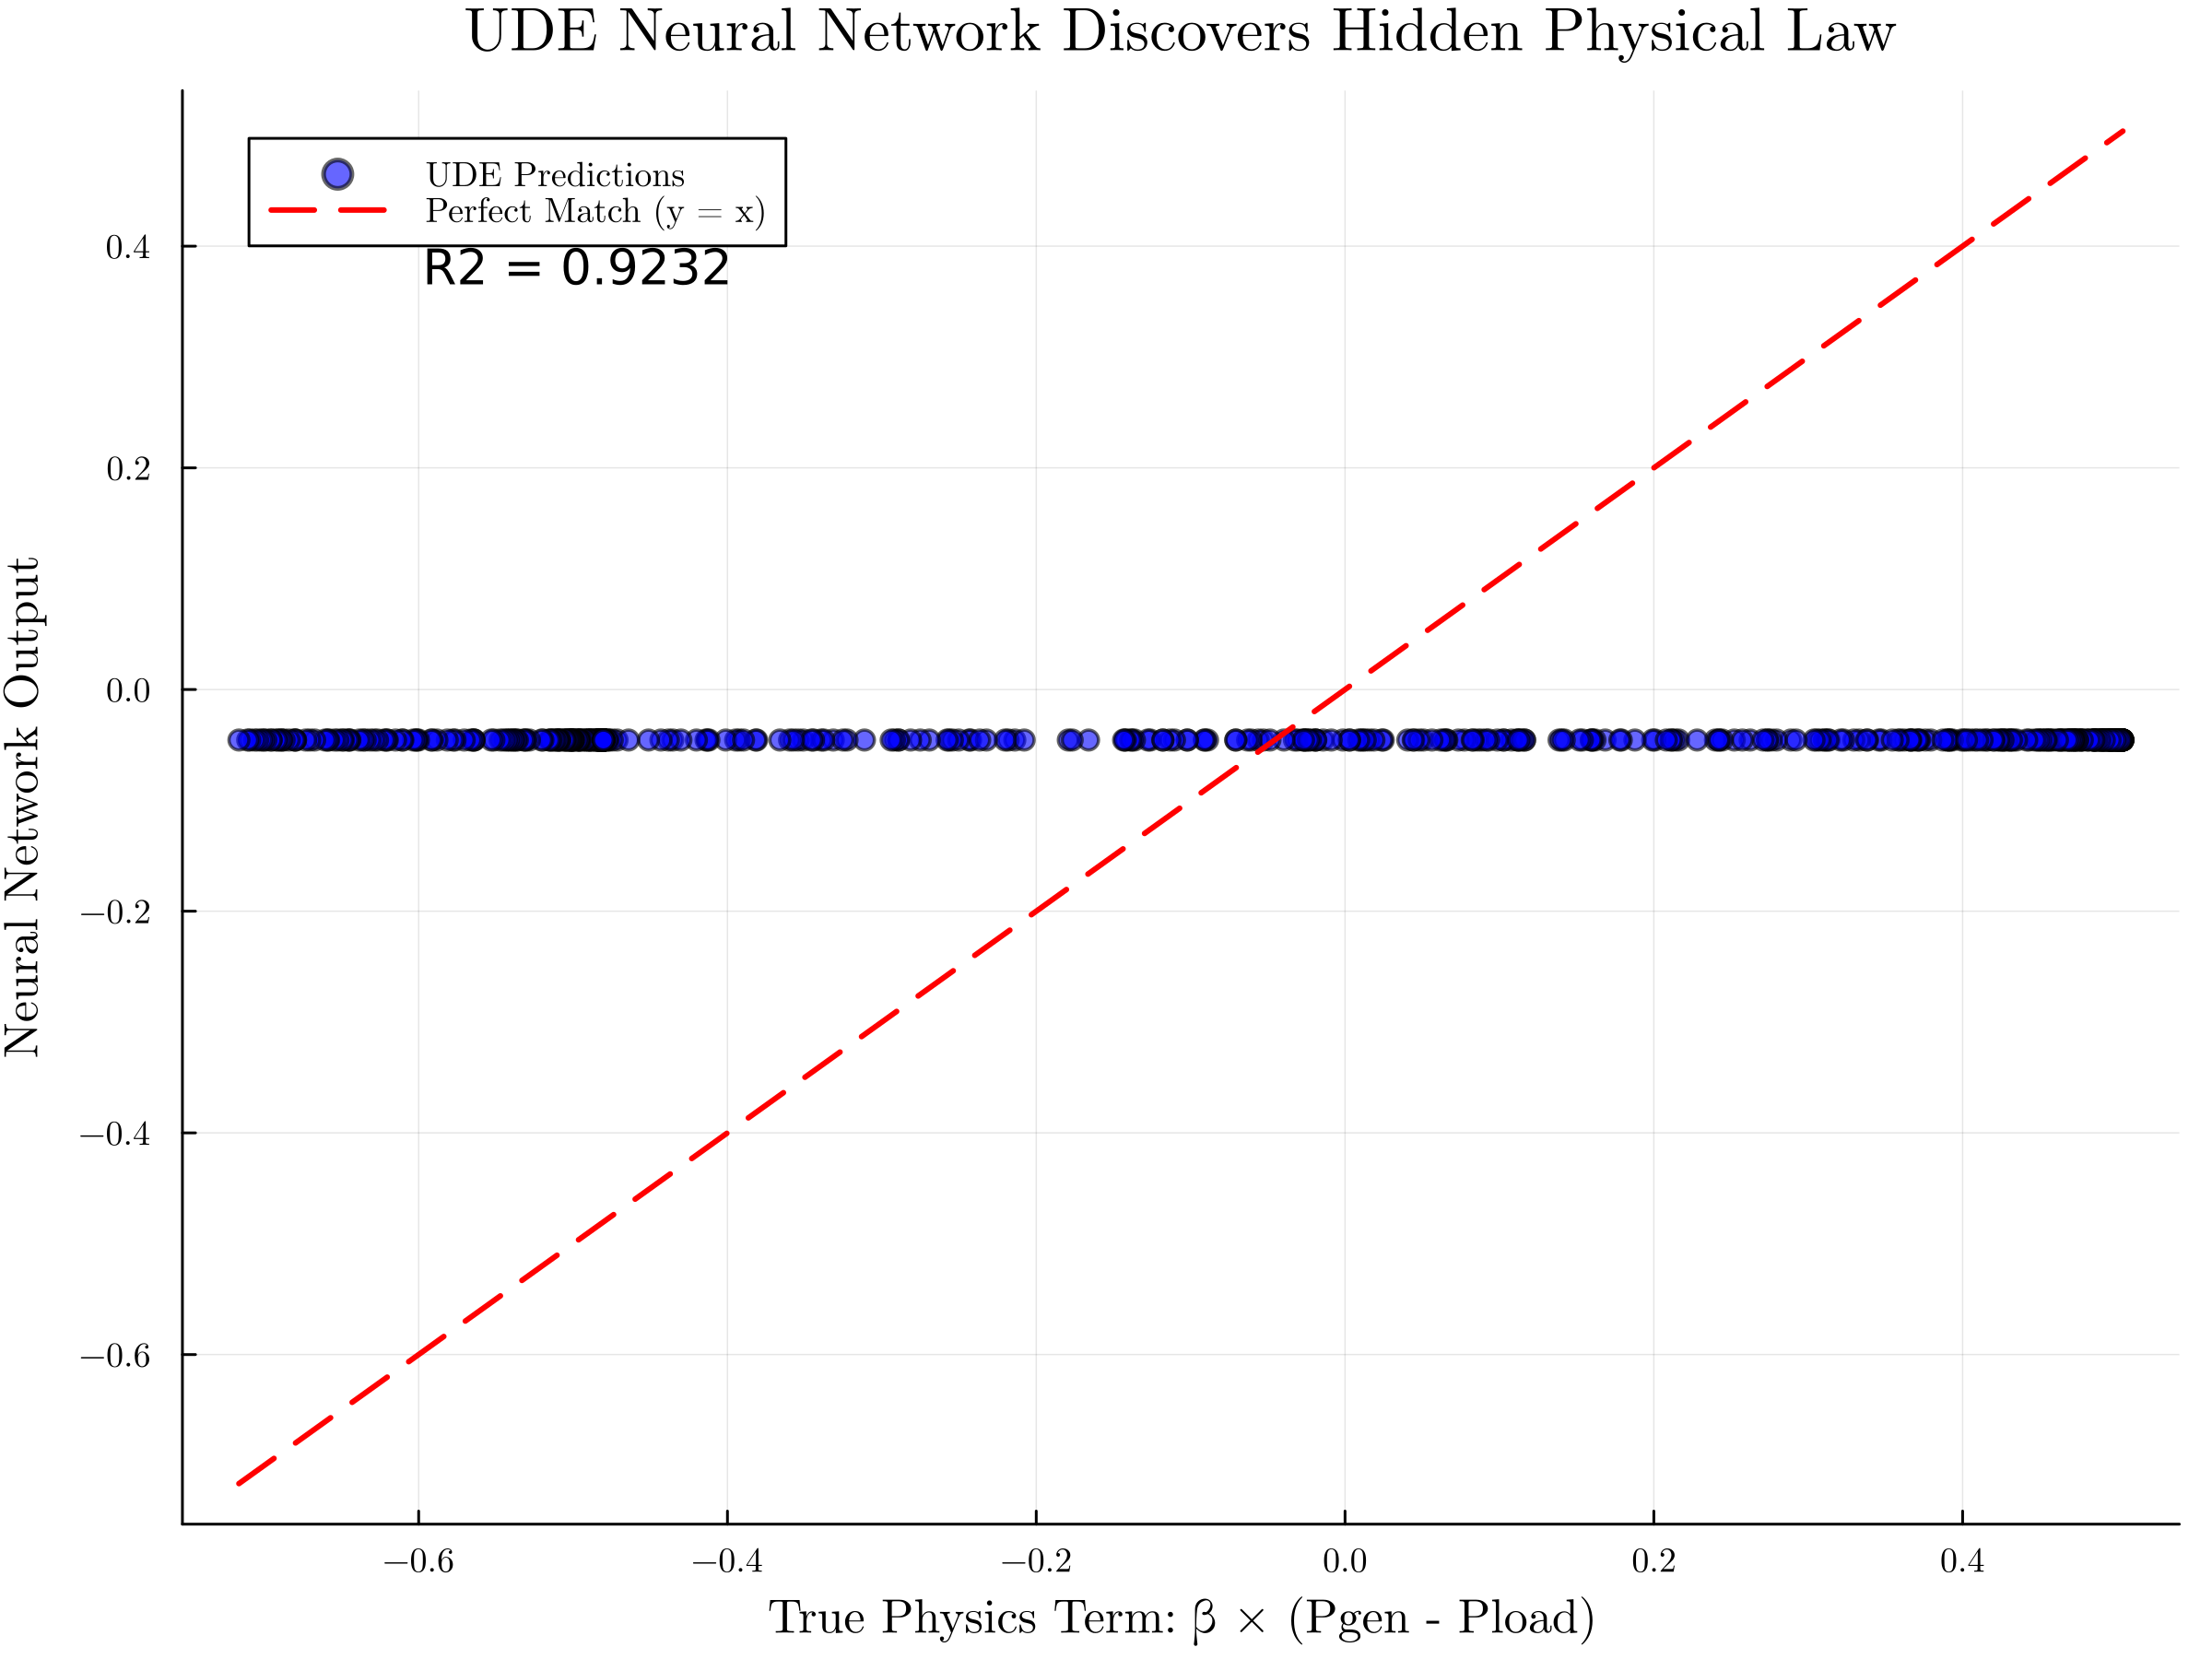 UDE Neural Network Discovers Hidden Physical Law
UDE Predictions
Perfect Match (y = x)
R2 = 0.9232
0.4
0.2
0.0
−0.2
−0.4
−0.6
Neural Network Output
−0.6
−0.4
−0.2
0.0
0.2
0.4
True Physics Term: β × (Pgen - Pload)